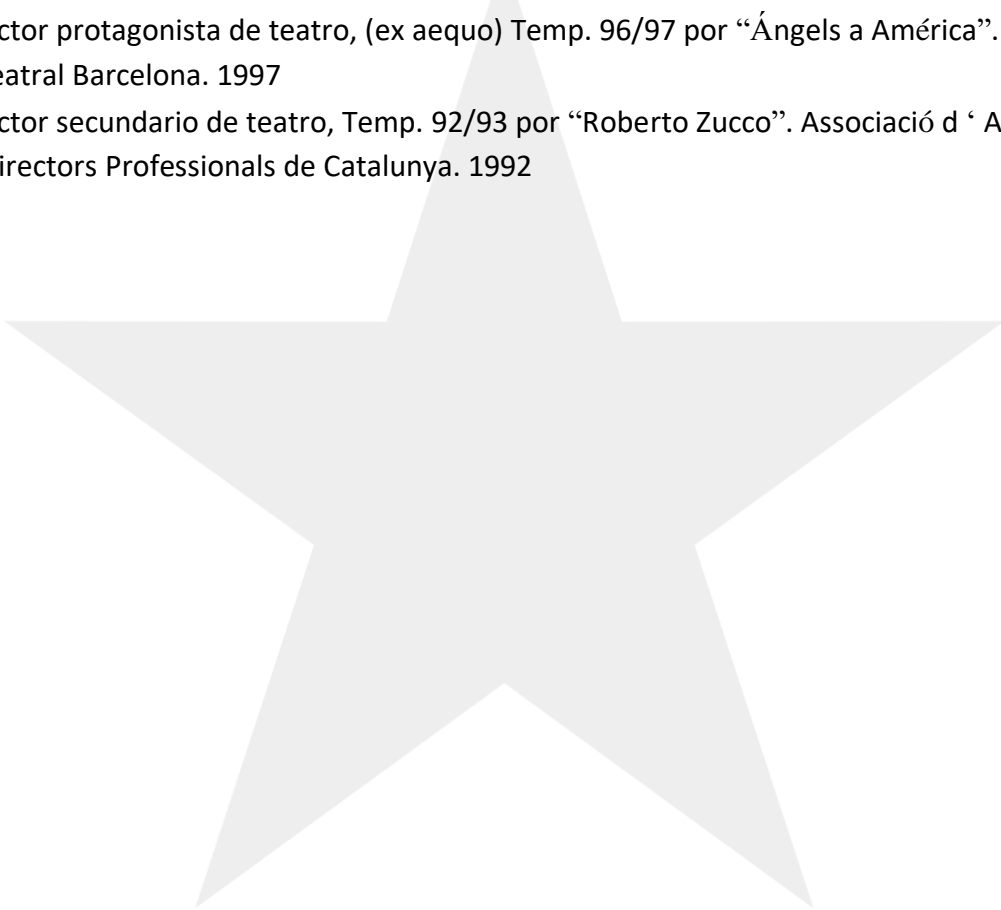 ctor protagonista de teatro, (ex aequo) Temp. 96/97 por “Ángels a América”.
eatral Barcelona. 1997
ctor secundario de teatro, Temp. 92/93 por “Roberto Zucco”. Associació d ‘ A
irectors Professionals de Catalunya. 1992